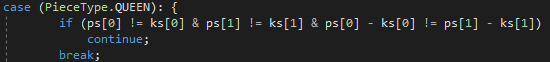 case (PieceType.QUEEN): {
if (ps[0] != ks[0] & ps[1] != ks[1] & ps[0] - ks[0] != ps[1] - ks[1])
continue;
break;